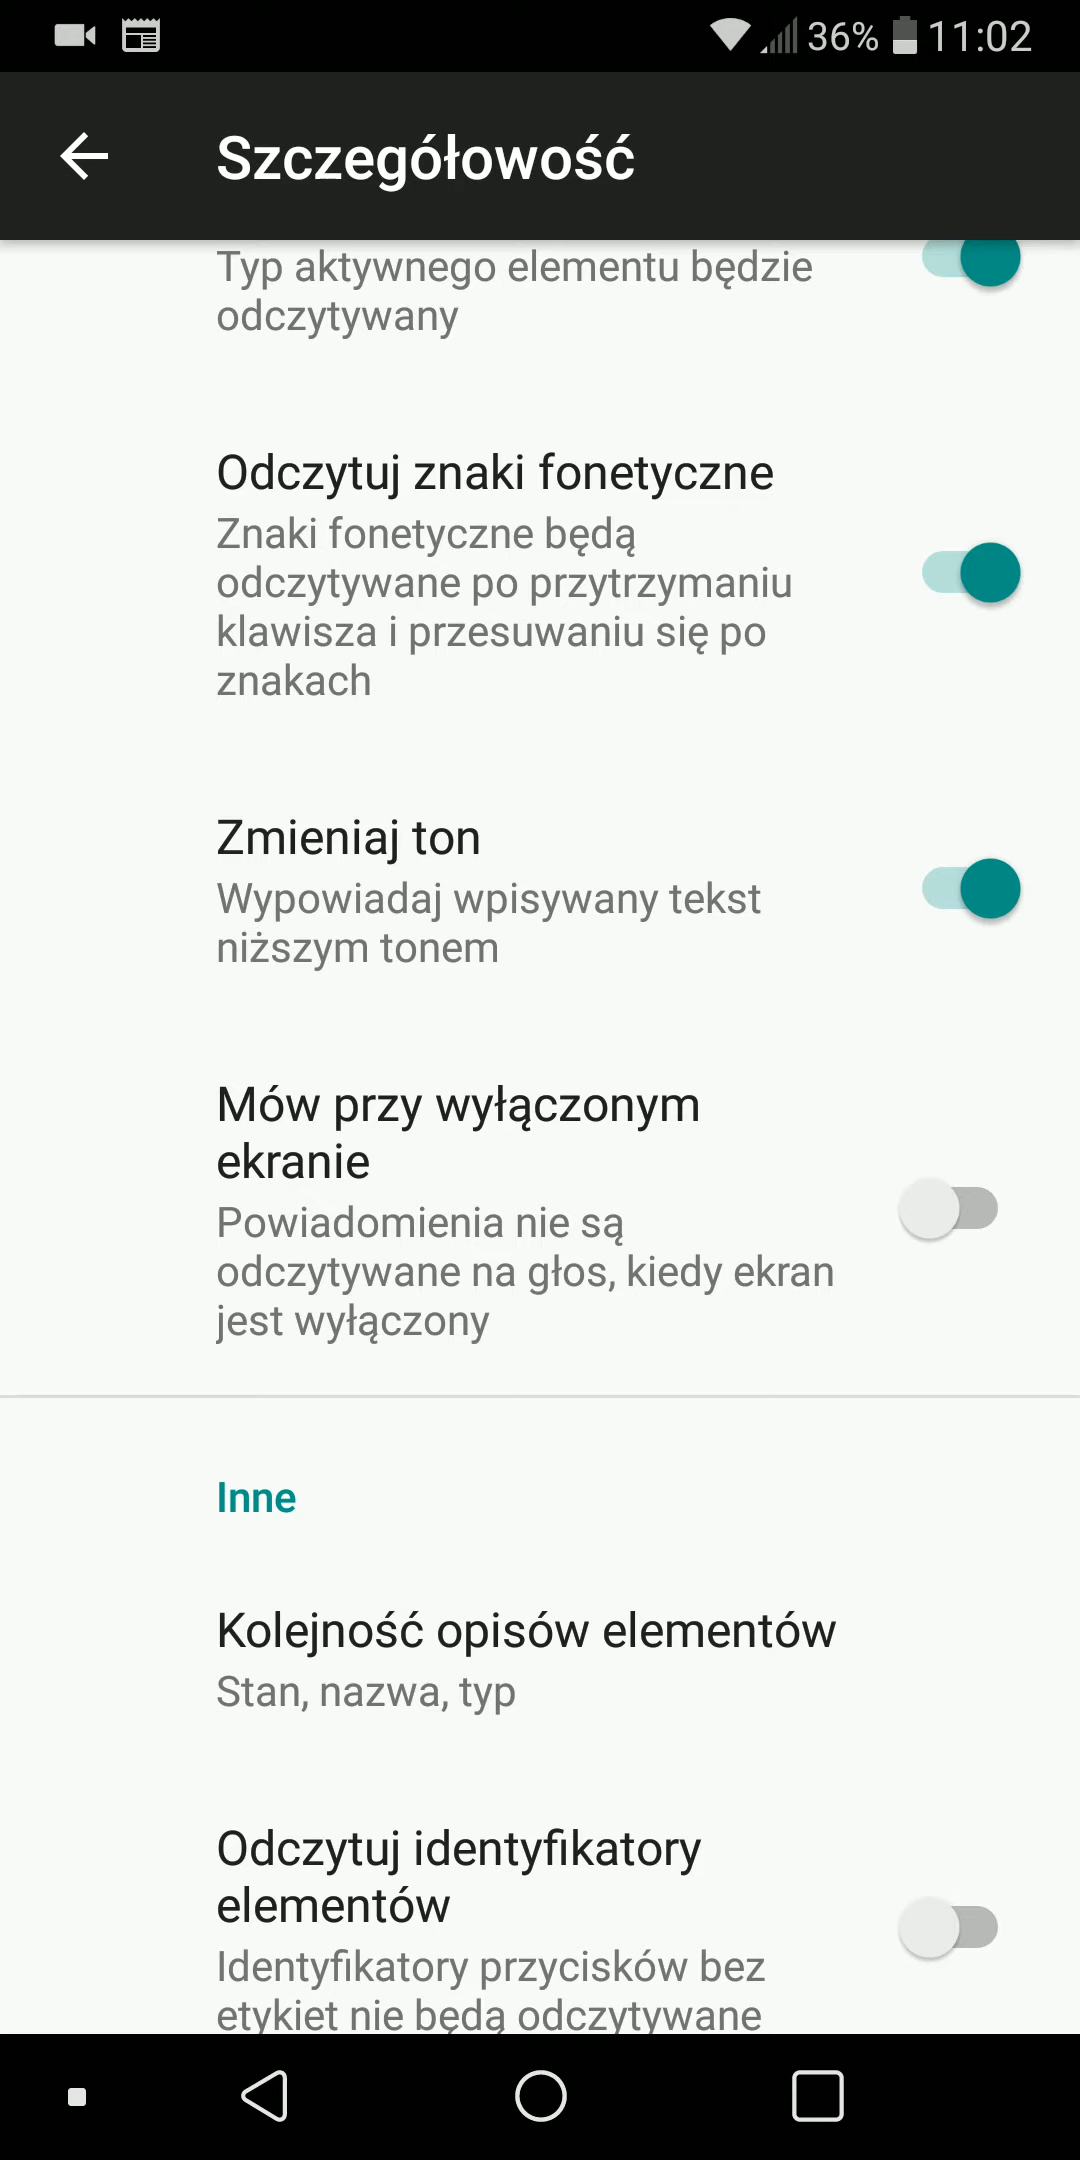 36% 11:02
Szczegółowość
Typ aktywnego elementu będzie
odczytywany
Odczytuj znaki fonetyczne
Znaki fonetyczne będą
odczytywane po przytrzymaniu
klawisza i przesuwaniu się po
znakach
Zmieniaj ton
Wypowiadaj wpisywany tekst
niższym tonem
Mów przy wyłączonym
ekranie
Powiadomienia nie są
odczytywane na głos, kiedy ekran
jest wyłączony
Inne
Kolejność opisów elementów
Stan, nazwa, typ
Odczytuj identyfikatory
elementów
Identyfikatory przycisków bez
etykiet nie będą odczytywane